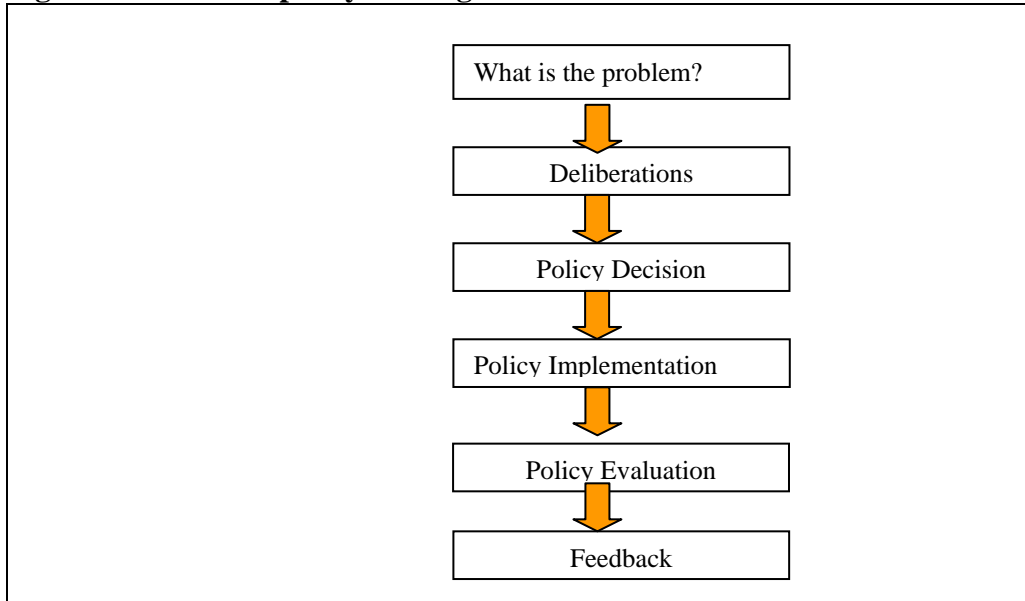 What is the problem?
Deliberations
Policy Decision
Policy Implementation
Policy Evaluation
Feedback